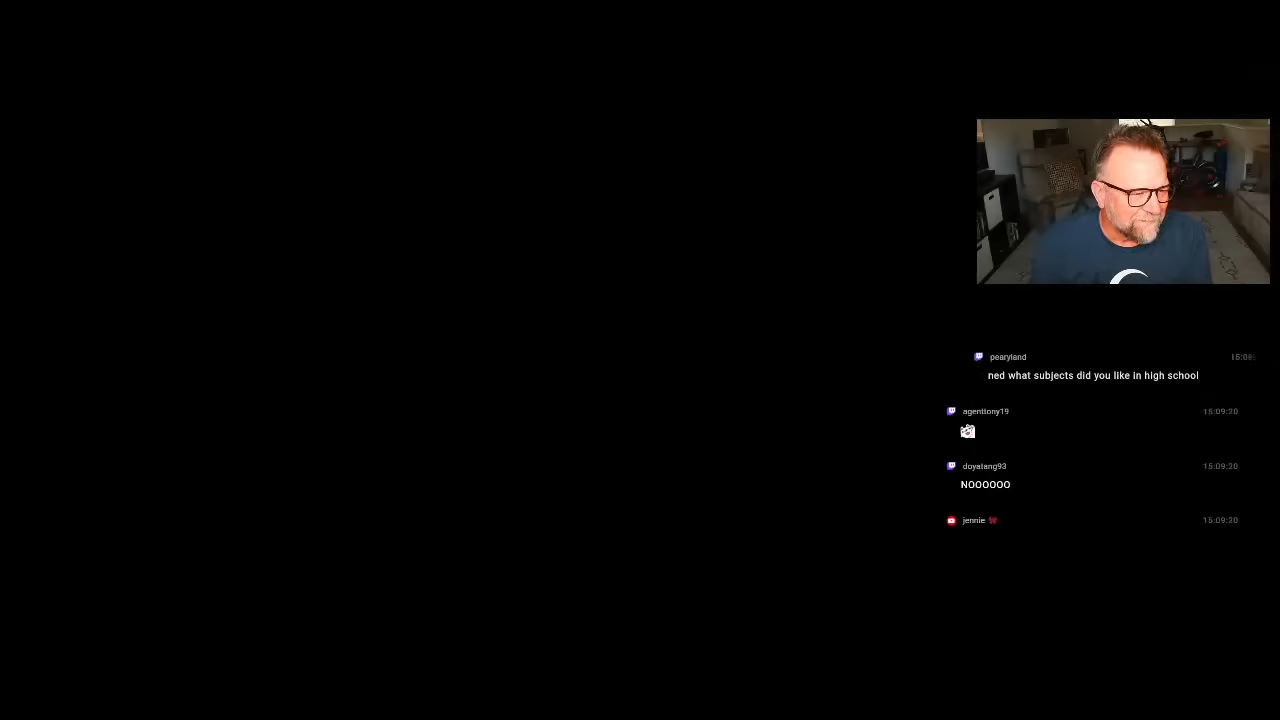 pearyland
ned what subjects did you like in high school
agenttony19 15:09:20
doyatang93 15:09:20
NOOOOOO
jennie 15:09:20